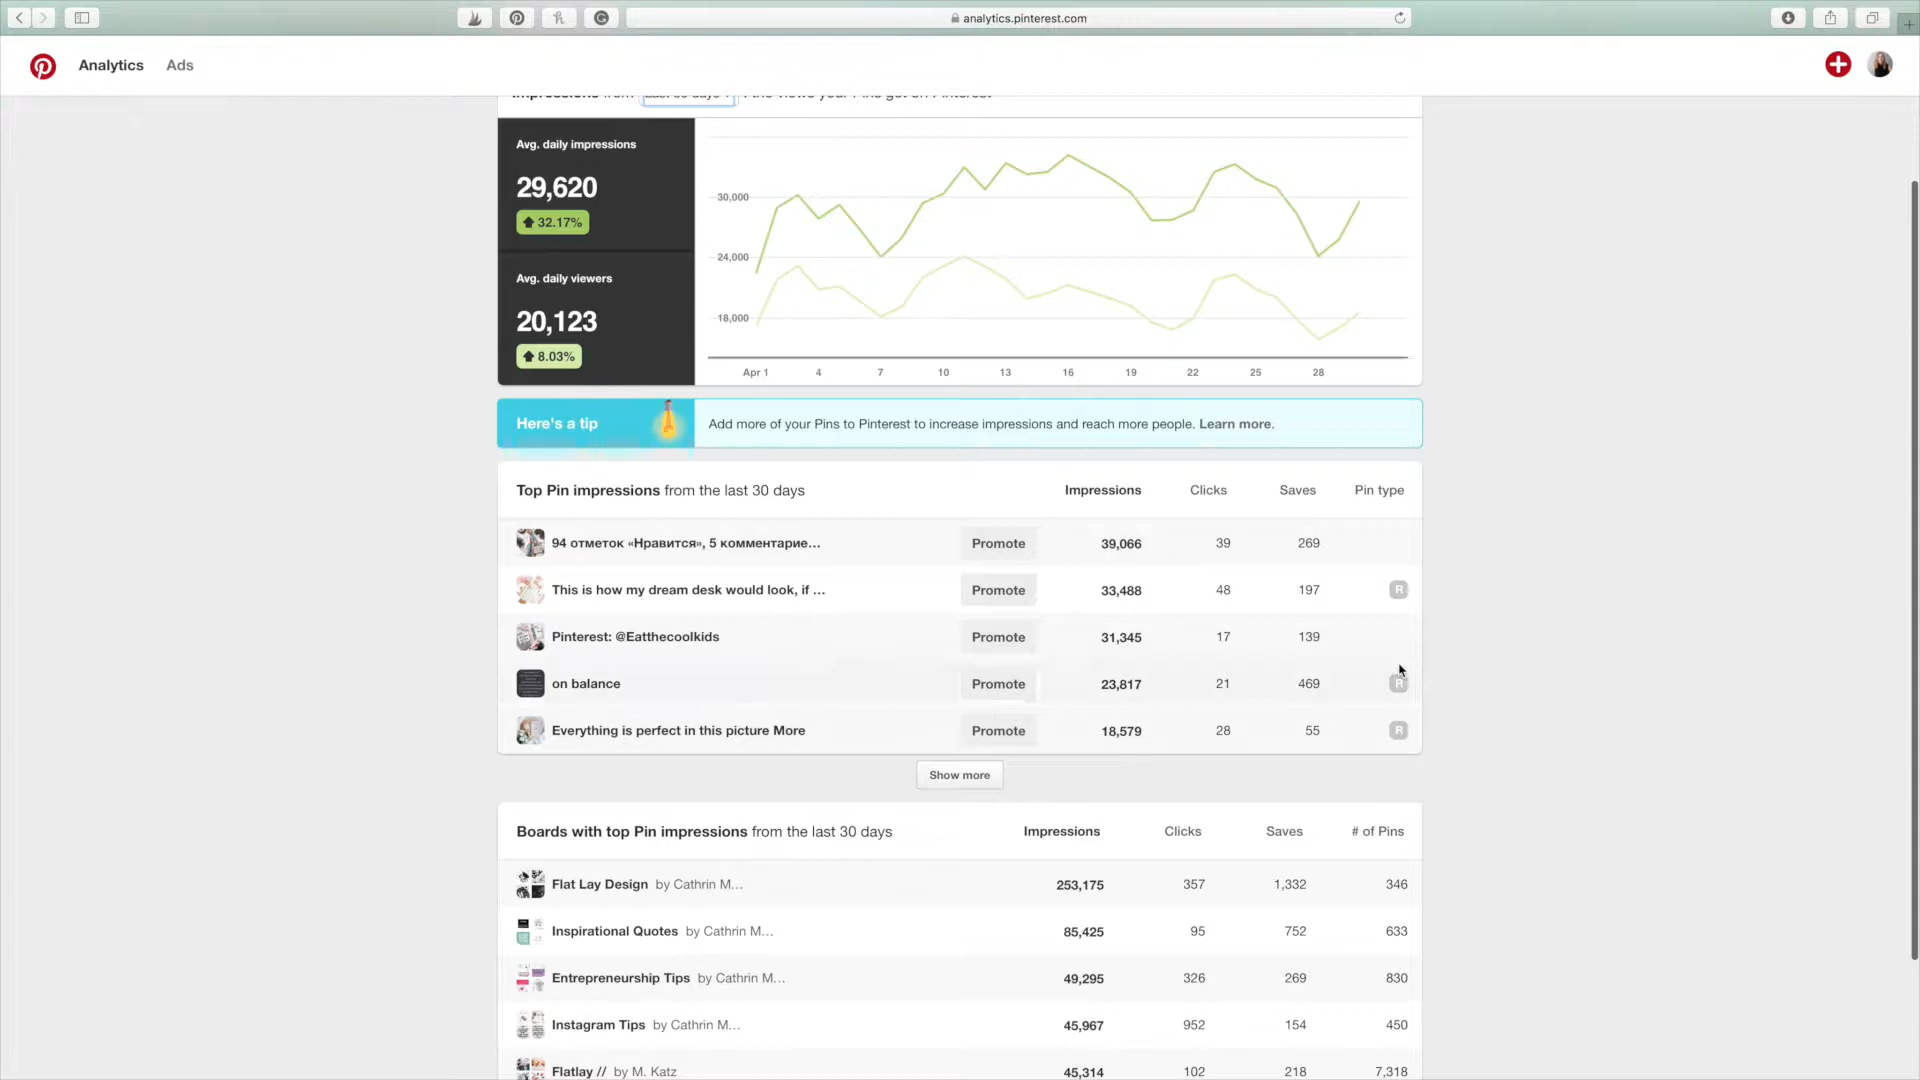 analytics.pinterest.com
Analytics
Ads
Impressions from Last 30 days
Avg. daily impressions
29,620
32.17%
Avg. daily viewers
20,123
8.03%
30,000
24,000
18,000
Apr 1 4 7 10 13 16 19 22 25 28
Here's a tip
Add more of your Pins to Pinterest to increase impressions and reach more people. Learn more.
Top Pin impressions from the last 30 days Impressions Clicks Saves Pin type
94 отметок «Нравится», 5 комментарие... Promote 39,066 39 269
This is how my dream desk would look, if ... Promote 33,488 48 197 R
Pinterest: @Eatthecoolkids Promote 31,345 17 139
on balance Promote 23,817 21 469 R
Everything is perfect in this picture More Promote 18,579 28 55 R
Show more
Boards with top Pin impressions from the last 30 days Impressions Clicks Saves # of Pins
Flat Lay Design by Cathrin M... 253,175 357 1,332 346
Inspirational Quotes by Cathrin M... 85,425 95 752 633
Entrepreneurship Tips by Cathrin M... 49,295 326 269 830
Instagram Tips by Cathrin M... 45,967 952 154 450
Flatlay // by M. Katz 45,314 102 218 7,318